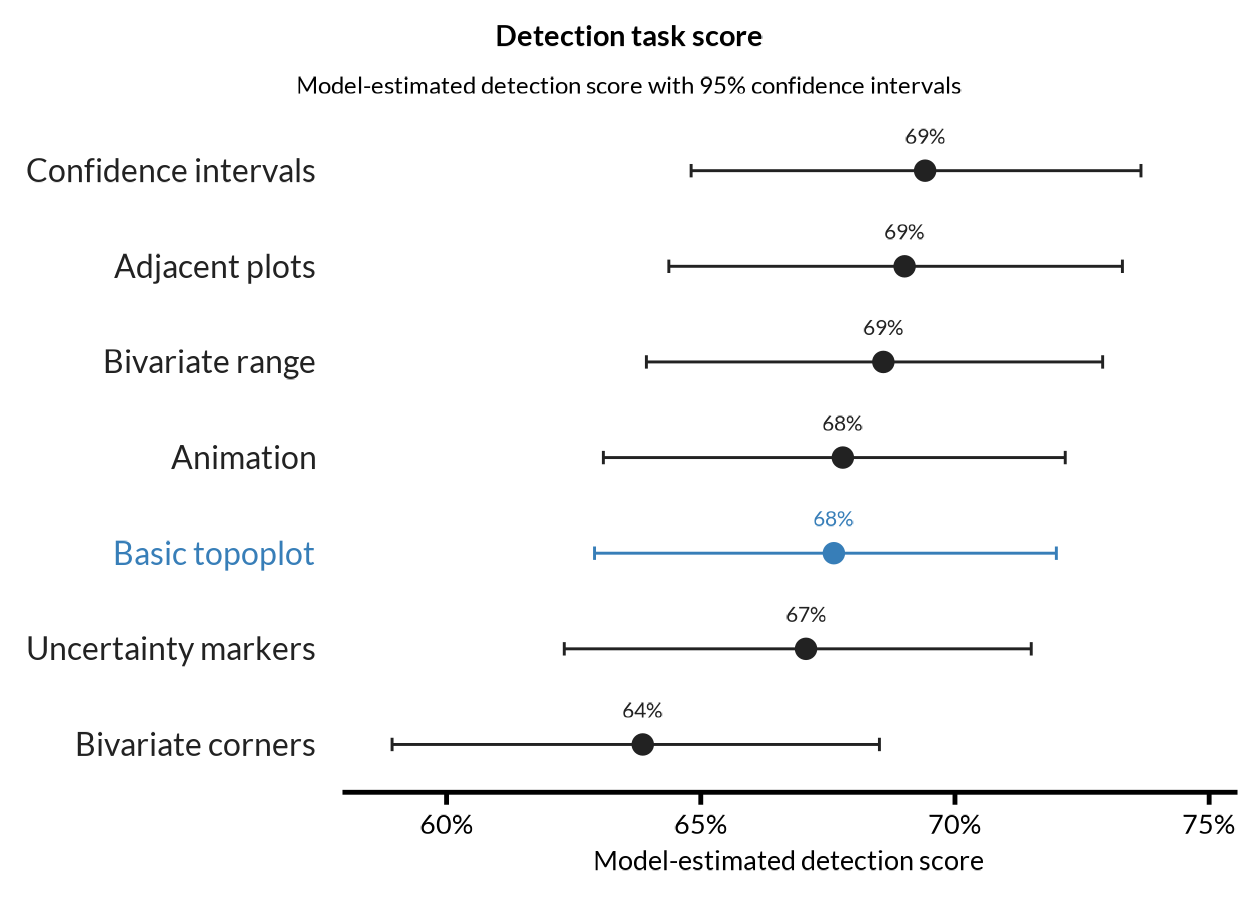 Detection task score
Model-estimated detection score with 95% confidence intervals
69%
Confidence intervals
69%
Adjacent plots
69%
Bivariate range
68%
Animation
68%
Basic topoplot
67%
Uncertainty markers
64%
Bivariate corners
60% 65% 70% 75%
Model-estimated detection score